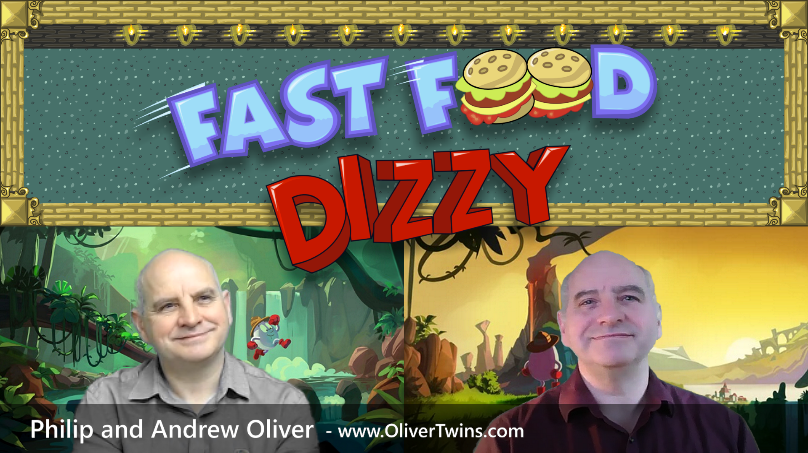 FAST FOOD
DIZZY
Philip and Andrew Oliver - www.OliverTwins.com